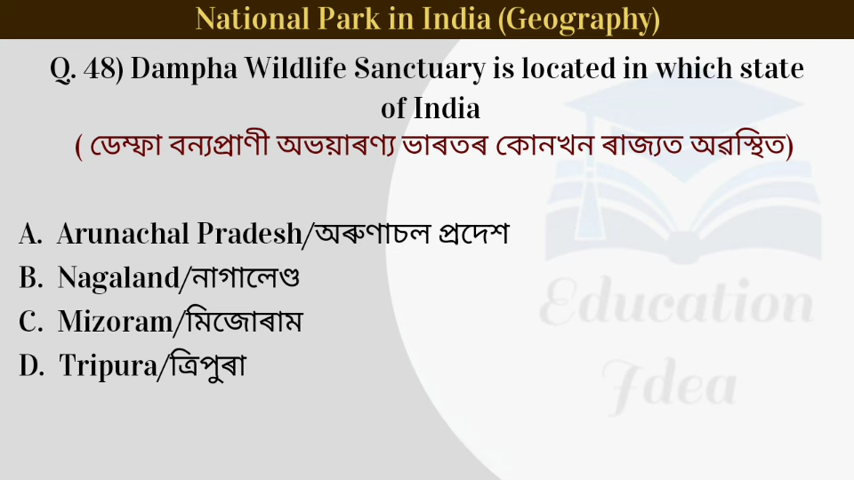 National Park in India (Geography)
Q. 48) Dampha Wildlife Sanctuary is located in which state
of India
( ডেম্ফা বন্যপ্ৰাণী অভয়াৰণ্য ভাৰতৰ কোনখন ৰাজ্যত অৱস্থিত)
A. Arunachal Pradesh/অৰুণাচল প্ৰদেশ
B. Nagaland/নাগালেণ্ড
C. Mizoram/মিজোৰাম
D. Tripura/ত্ৰিপুৰা
Education
Idea